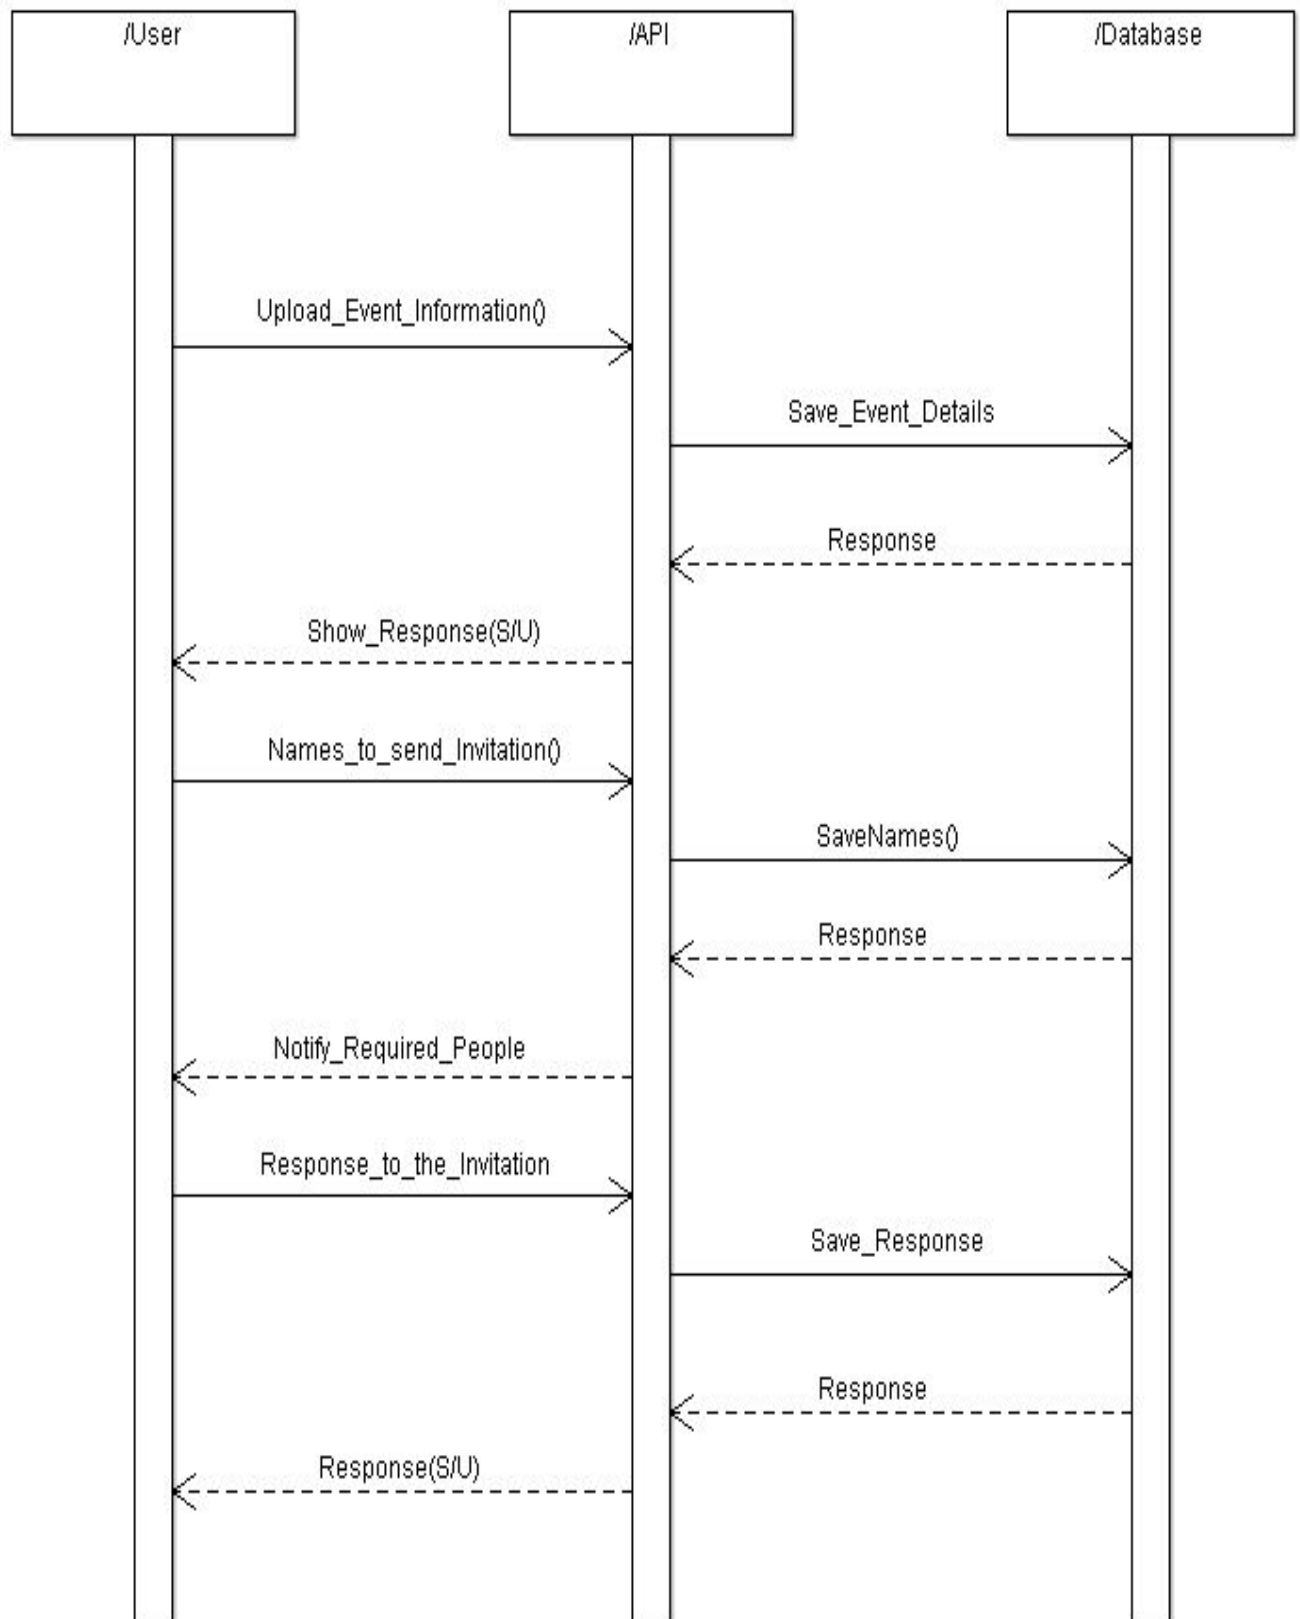 /User
/API
/Database
Upload_Event_Information()
Save_Event_Details
Response
Show_Response(S/U)
Names_to_send_Invitation()
SaveNames()
Response
Notify_Required_People
Response_to_the_Invitation
Save_Response
Response
Response(S/U)